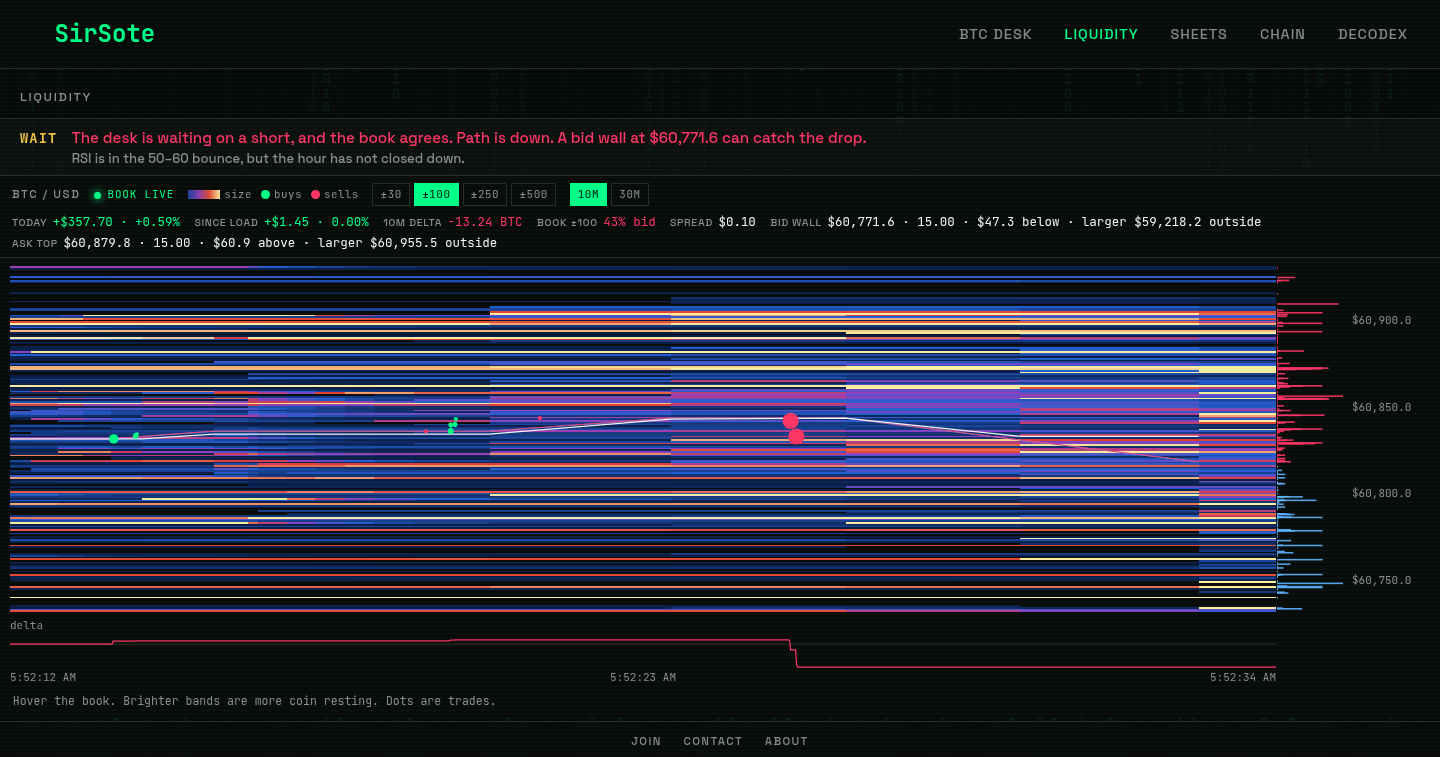 SirSote
BTC DESK LIQUIDITY SHEETS CHAIN DECODEX
LIQUIDITY
WAIT The desk is waiting on a short, and the book agrees. Path is down. A bid wall at $60,771.6 can catch the drop.
RSI is in the 50–60 bounce, but the hour has not closed down.
BTC / USD BOOK LIVE size buys sells ±30 ±100 ±250 ±500 10M 30M
TODAY +$357.70 · +0.59% SINCE LOAD +$1.45 · 0.00% 10M DELTA -13.24 BTC BOOK ±100 43% bid SPREAD $0.10 BID WALL $60,771.6 · 15.00 · $47.3 below · larger $59,218.2 outside
ASK TOP $60,879.8 · 15.00 · $60.9 above · larger $60,955.5 outside
$60,900.0
$60,850.0
$60,800.0
$60,750.0
delta
5:52:12 AM 5:52:23 AM 5:52:34 AM
Hover the book. Brighter bands are more coin resting. Dots are trades.
JOIN CONTACT ABOUT